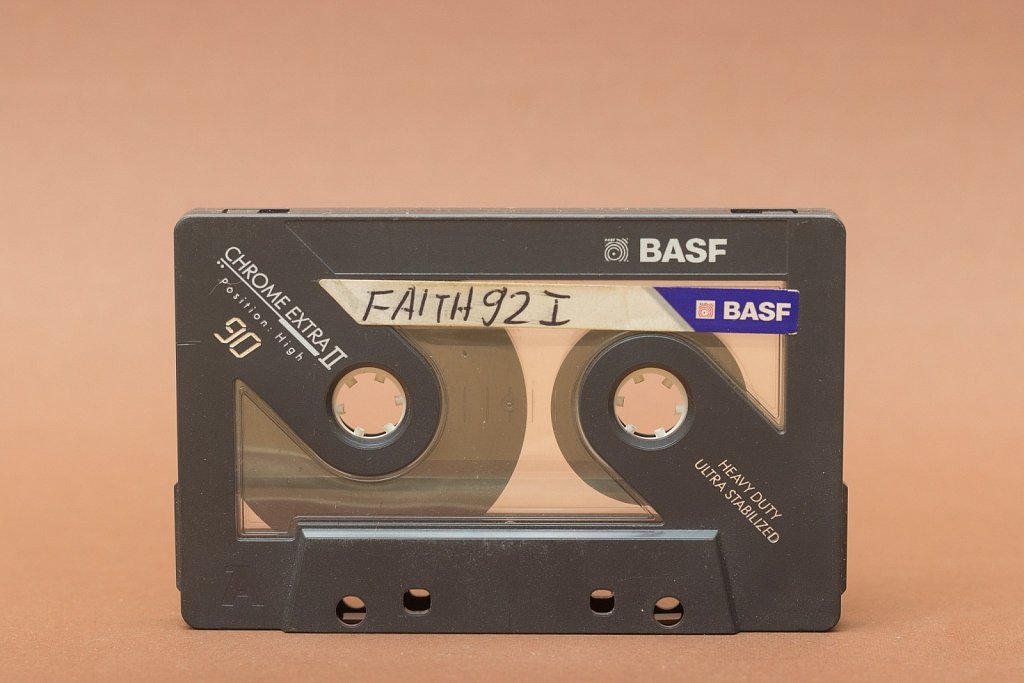 BASF
CHROME EXTRA II
Position: High
90
FAITH 92 I
BASF
HEAVY DUTY
ULTRA STABILIZED
A